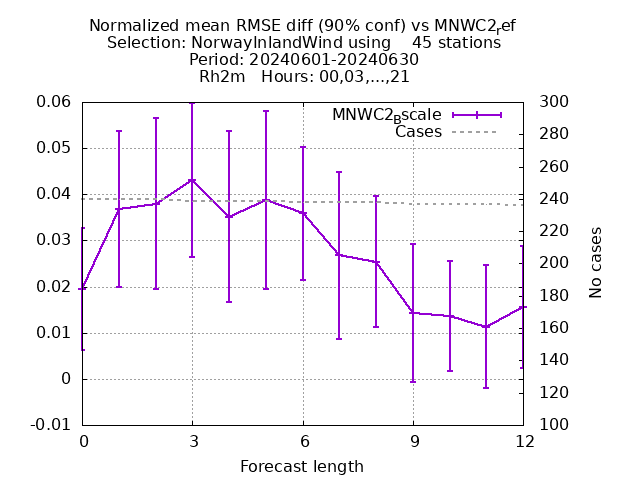 Normalized mean RMSE diff (90% conf) vs MNWC2ref
Selection: NorwayInlandWind using 45 stations
Period: 20240601-20240630
Rh2m Hours: 00,03,...,21
MNWC2Bscale
Cases
0.06
0.05
0.04
0.03
0.02
0.01
0
-0.01
300
280
260
240
220
200
180
160
140
120
100
No cases
0 3 6 9 12
Forecast length